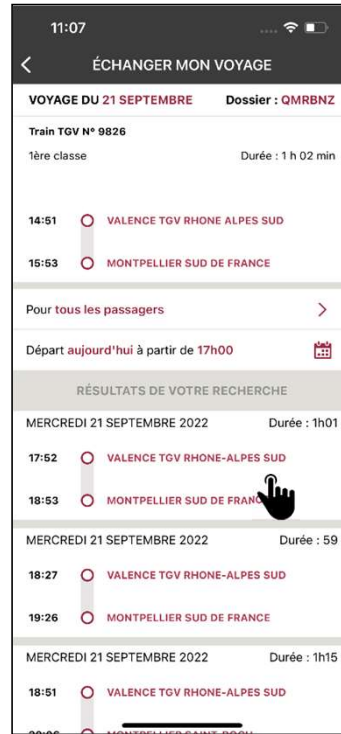 11:07
ÉCHANGER MON VOYAGE
VOYAGE DU 21 SEPTEMBRE Dossier : QMRBNZ
Train TGV N° 9826
1ère classe Durée : 1 h 02 min
14:51 VALENCE TGV RHONE ALPES SUD
15:53 MONTPELLIER SUD DE FRANCE
Pour tous les passagers
Départ aujourd'hui à partir de 17h00
RÉSULTATS DE VOTRE RECHERCHE
MERCREDI 21 SEPTEMBRE 2022 Durée : 1h01
17:52 VALENCE TGV RHONE-ALPES SUD
18:53 MONTPELLIER SUD DE FRANC
MERCREDI 21 SEPTEMBRE 2022 Durée : 59
18:27 VALENCE TGV RHONE-ALPES SUD
19:26 MONTPELLIER SUD DE FRANCE
MERCREDI 21 SEPTEMBRE 2022 Durée : 1h15
18:51 VALENCE TGV RHONE-ALPES SUD
MONTPELLIER SAINT-ROCH